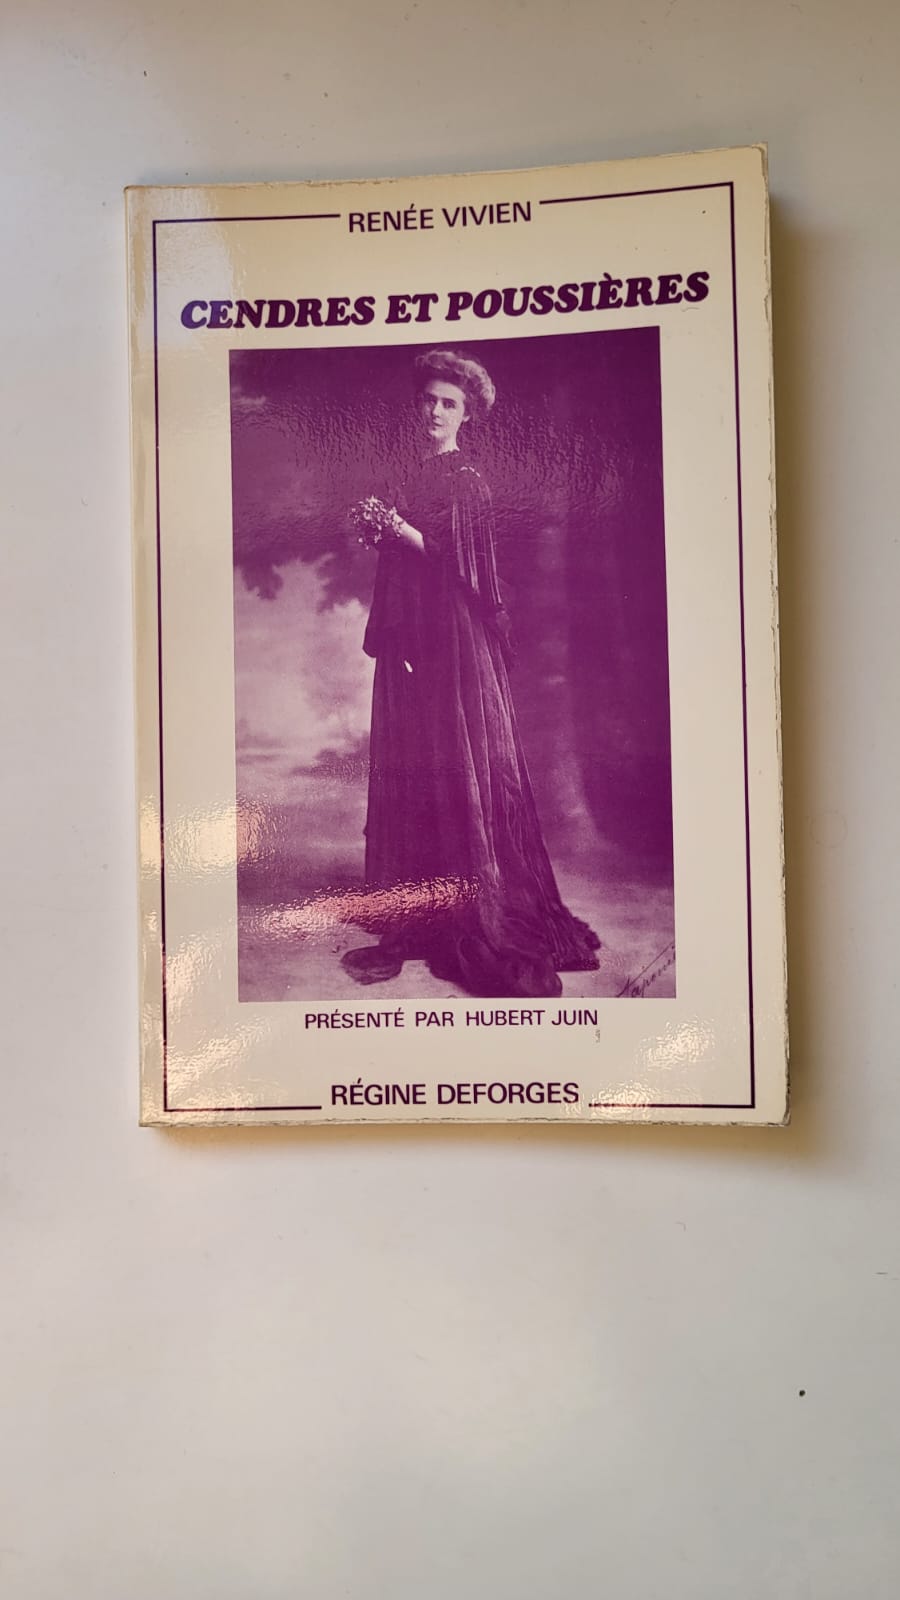 RENÉE VIVIEN
CENDRES ET POUSSIÈRES
PRÉSENTÉ PAR HUBERT JUIN
RÉGINE DEFORGES